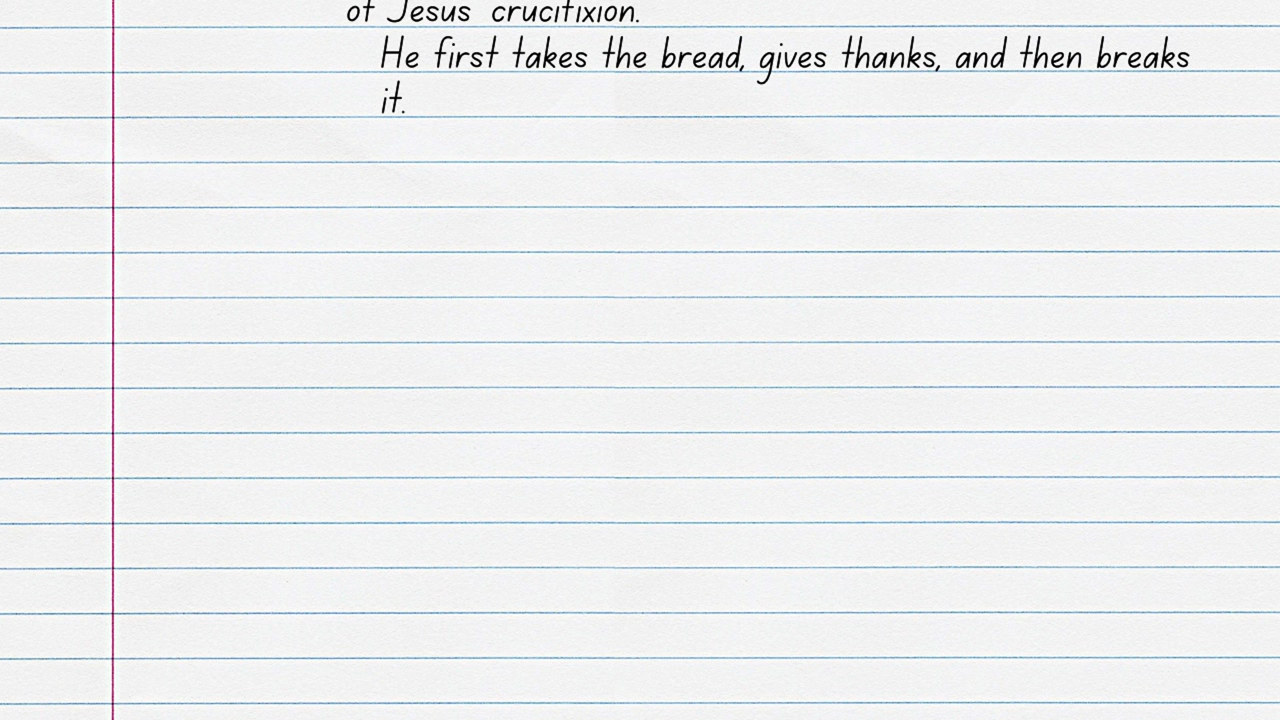 of Jesus crucifixion.
He first takes the bread, gives thanks, and then breaks
it.